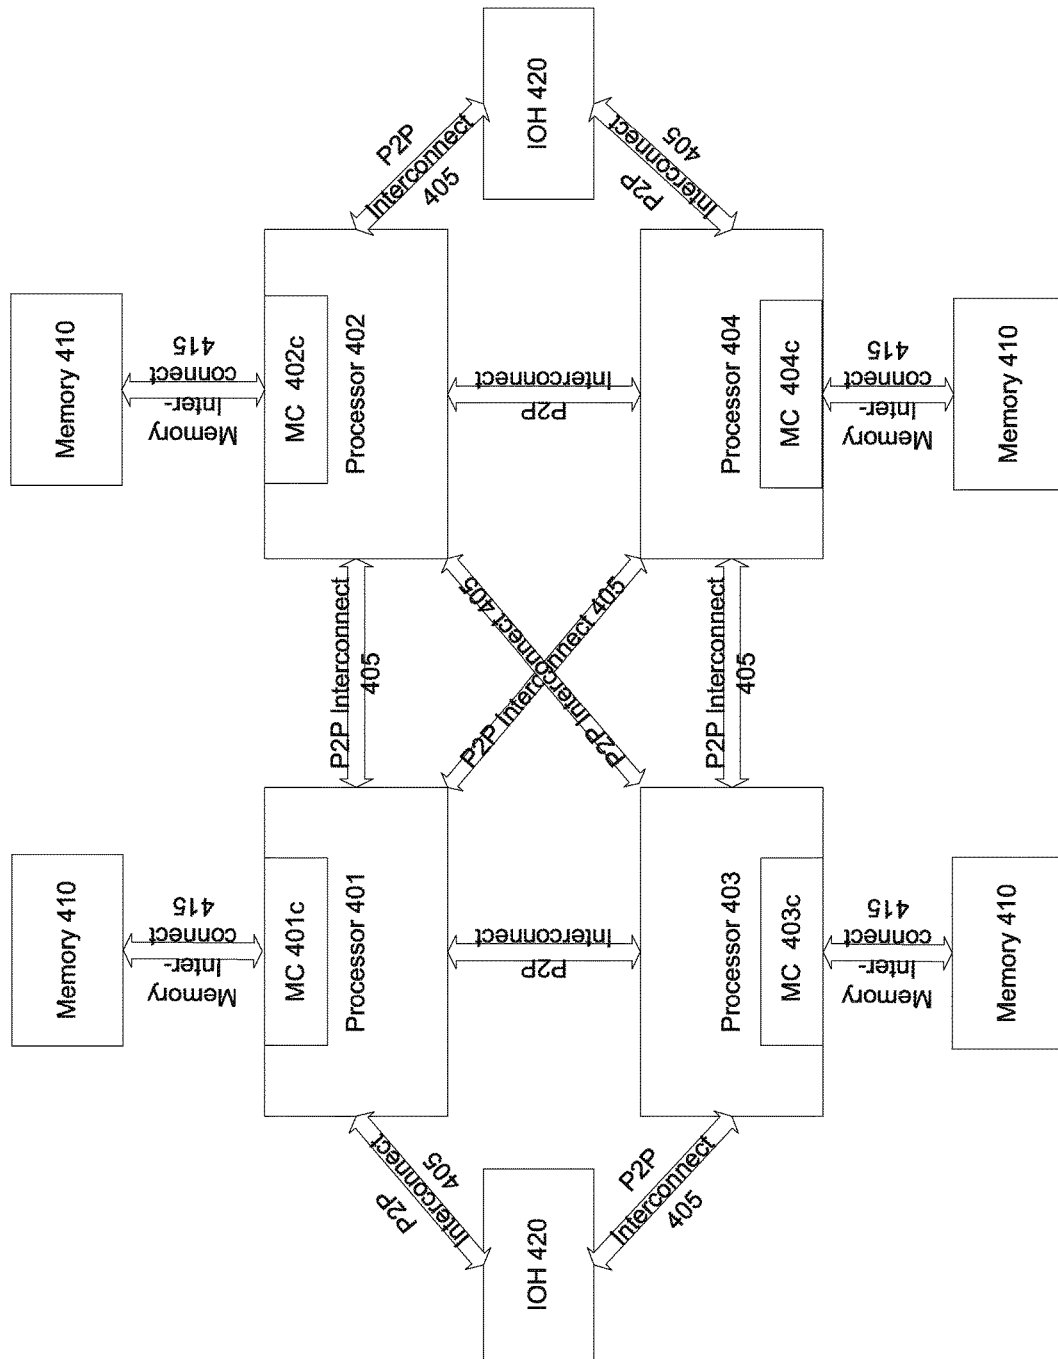 Memory 410
Memory 410
Memory
Inter-
connect
415
Memory
Inter-
connect
415
MC 401c
Processor 401
MC 402c
Processor 402
P2P Interconnect
405
P2P
Interconnect
405
P2P
Interconnect
405
IOH 420
P2P
Interconnect
P2P Interconnect 405
P2P Interconnect 405
P2P
Interconnect
IOH 420
P2P
Interconnect
405
P2P
Interconnect
405
P2P Interconnect
405
Processor 403
MC 403c
Processor 404
MC 404c
Memory
Inter-
connect
415
Memory
Inter-
connect
415
Memory 410
Memory 410